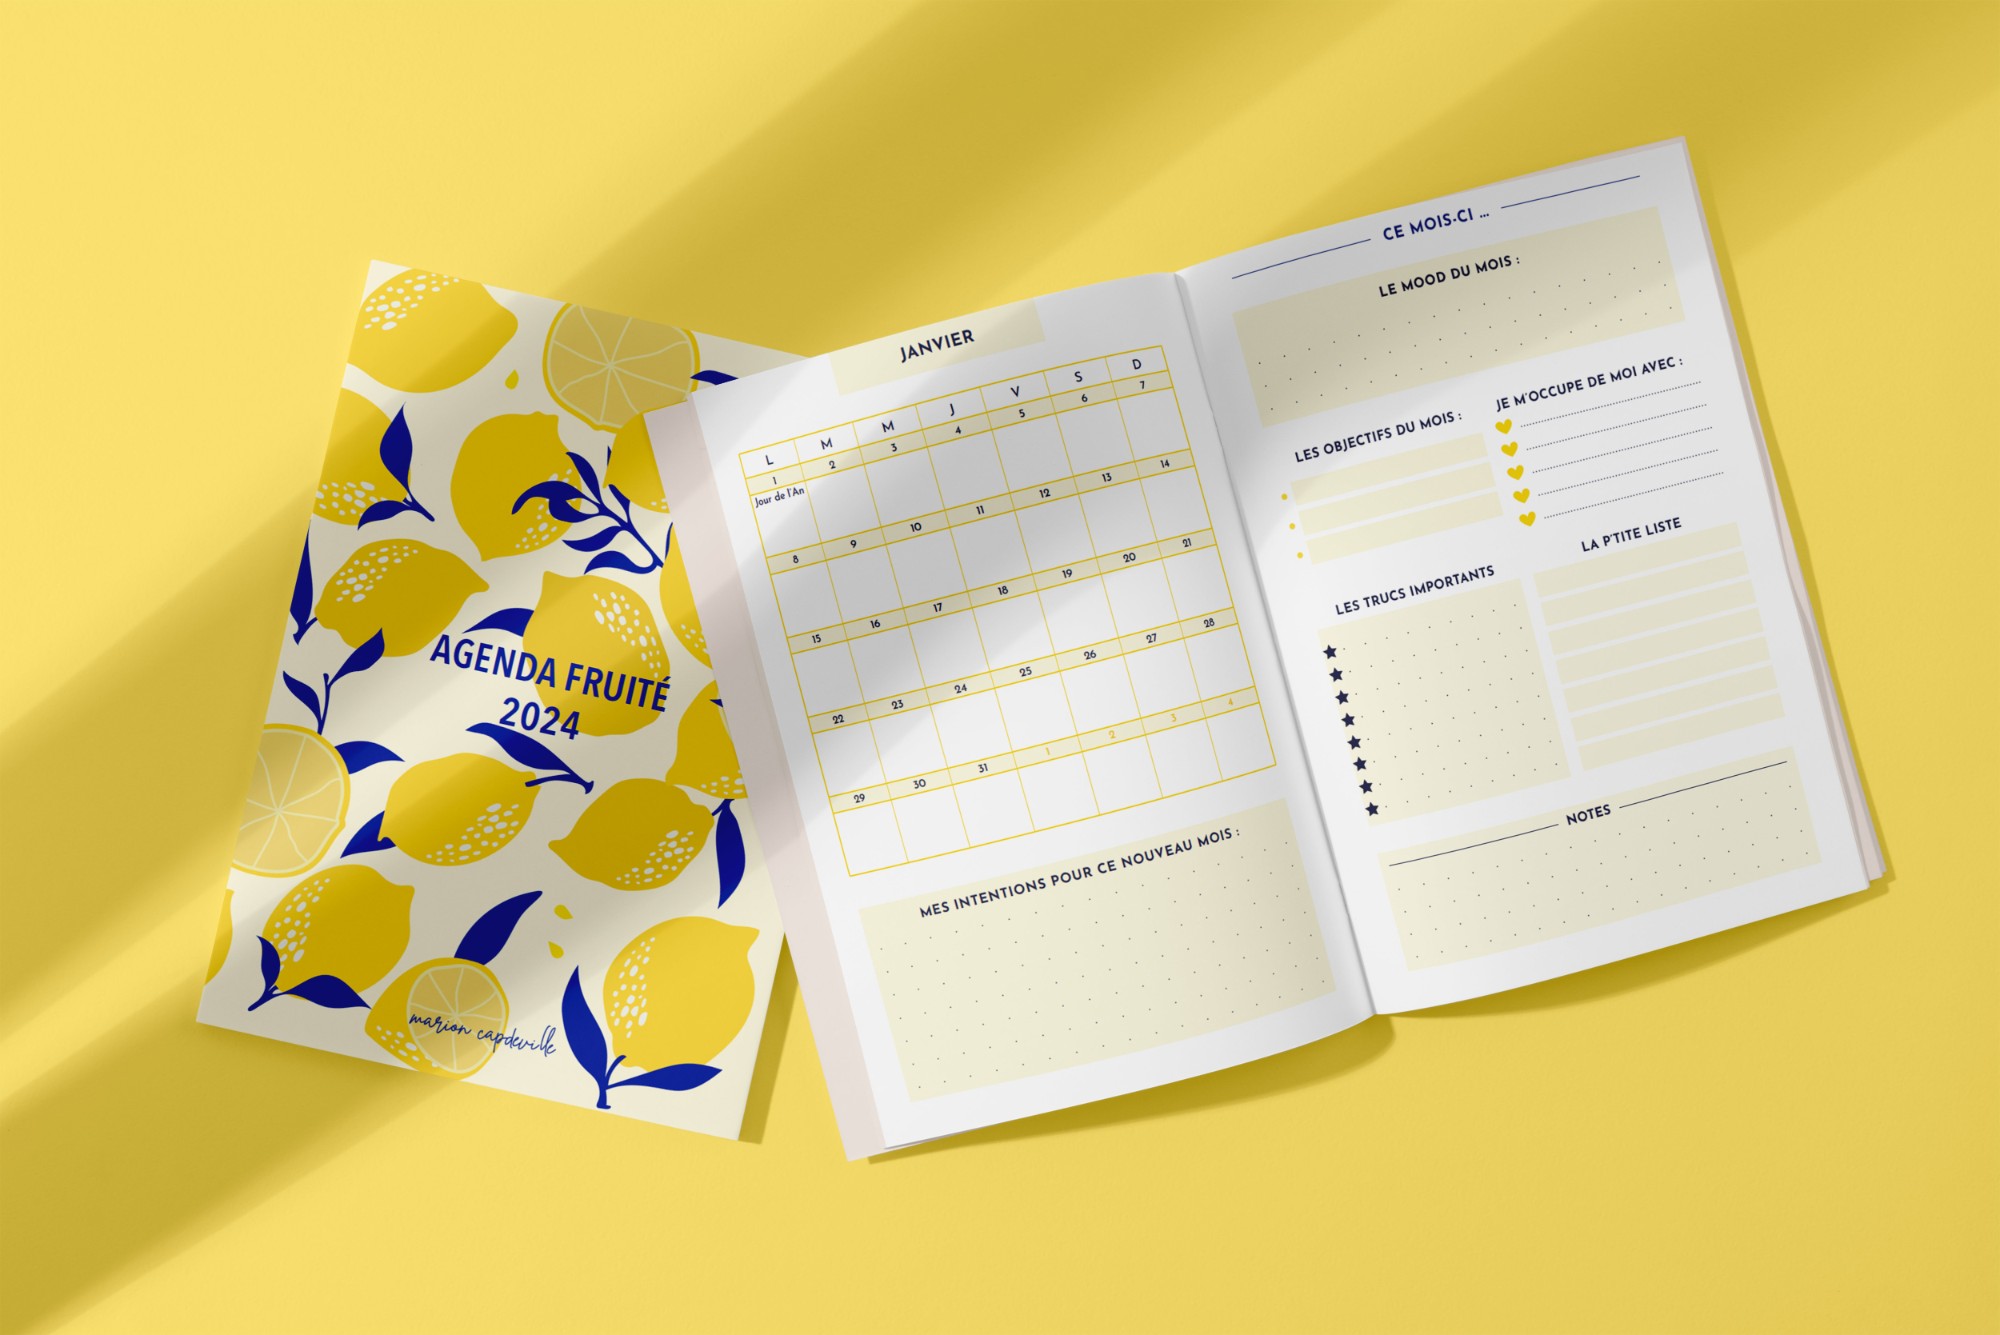 AGENDA FRUITÉ
2024
marion capdeville
JANVIER
L M M J V S D
1 2 3 4 5 6 7
Jour de l'An
8 9 10 11 12 13 14
15 16 17 18 19 20 21
22 23 24 25 26 27 28
29 30 31 1 2 3 4
MES INTENTIONS POUR CE NOUVEAU MOIS :
CE MOIS-CI ...
LE MOOD DU MOIS :
LES OBJECTIFS DU MOIS :
JE M'OCCUPE DE MOI AVEC :
LES TRUCS IMPORTANTS
LA P'TITE LISTE
NOTES